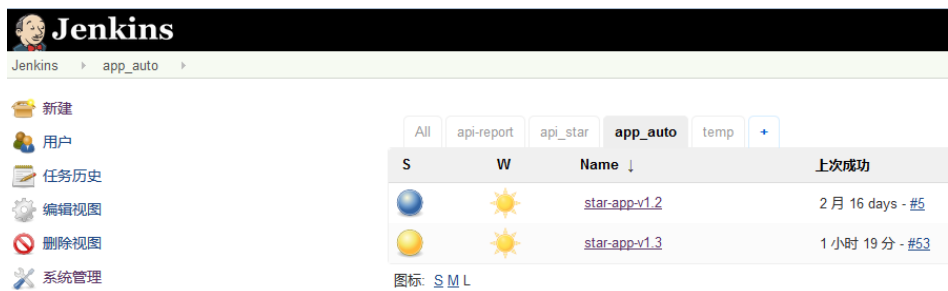 Jenkins
Jenkins app_auto
新建
用户
任务历史
编辑视图
删除视图
系统管理
All api-report api_star app_auto temp +
S W Name ↓ 上次成功
star-app-v1.2 2 月 16 days - #5
star-app-v1.3 1 小时 19 分 - #53
图标: S M L